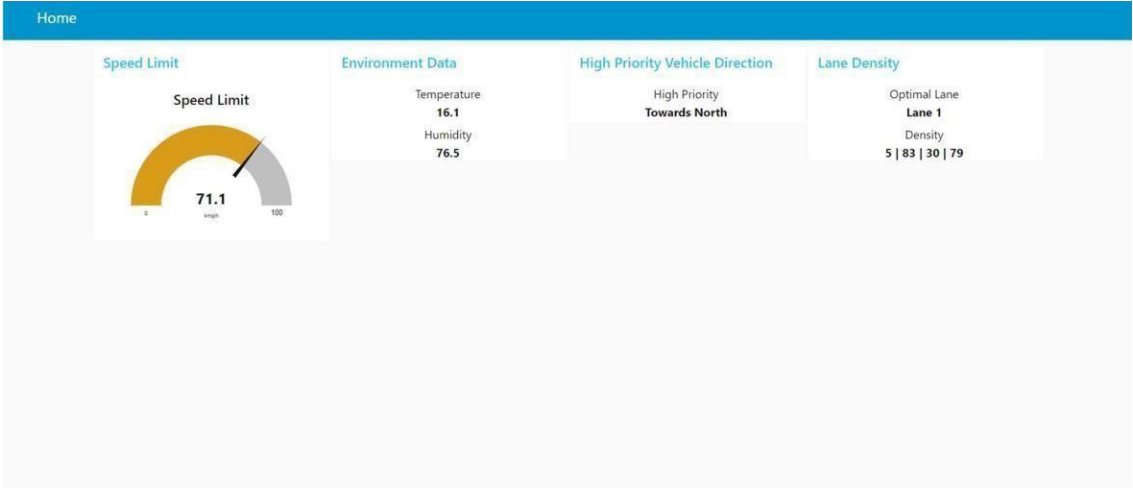 Home
Speed Limit
Speed Limit
71.1
kmph
0
100
Environment Data
Temperature
16.1
Humidity
76.5
High Priority Vehicle Direction
High Priority
Towards North
Lane Density
Optimal Lane
Lane 1
Density
5 | 83 | 30 | 79